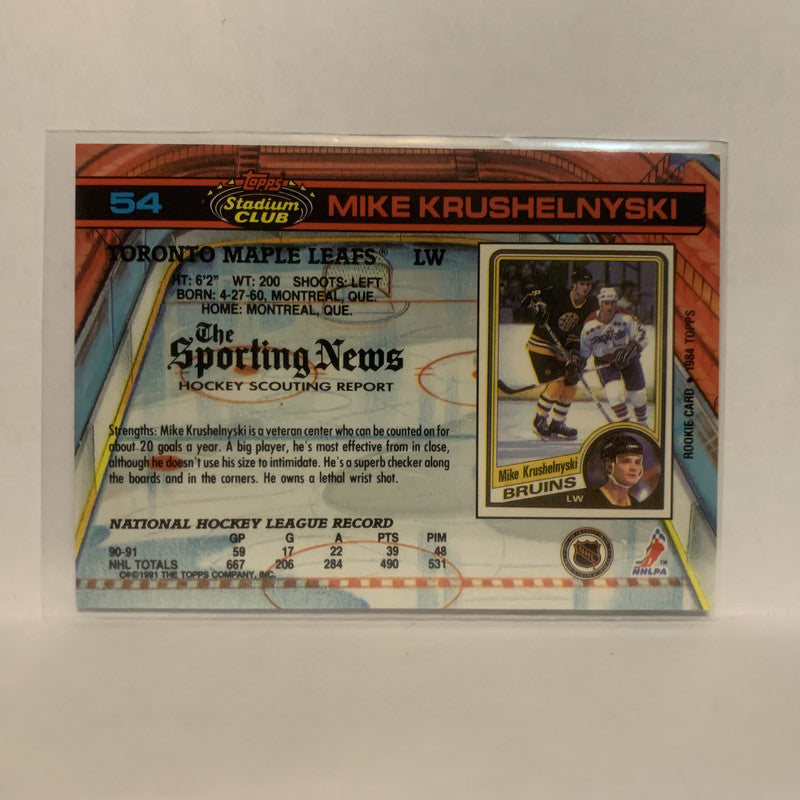 54
Topps
Stadium
CLUB
MIKE KRUSHELNYSKI
TORONTO MAPLE LEAFS® LW
HT: 6'2" WT: 200 SHOOTS: LEFT
BORN: 4-27-60, MONTREAL, QUE.
HOME: MONTREAL, QUE.
The
Sporting News
HOCKEY SCOUTING REPORT
Strengths: Mike Krushelnyski is a veteran center who can be counted on for
about 20 goals a year. A big player, he's most effective from in close,
although he doesn't use his size to intimidate. He's a superb checker along
the boards and in the corners. He owns a lethal wrist shot.
NATIONAL HOCKEY LEAGUE RECORD
GP G A PTS PIM
90-91 59 17 22 39 48
NHL TOTALS 667 206 284 490 531
C✻©1991 THE TOPPS COMPANY, INC.
Mike Krushelnyski
BRUINS
LW
ROOKIE CARD • 1984 TOPPS
NHL
NHLPA
TM